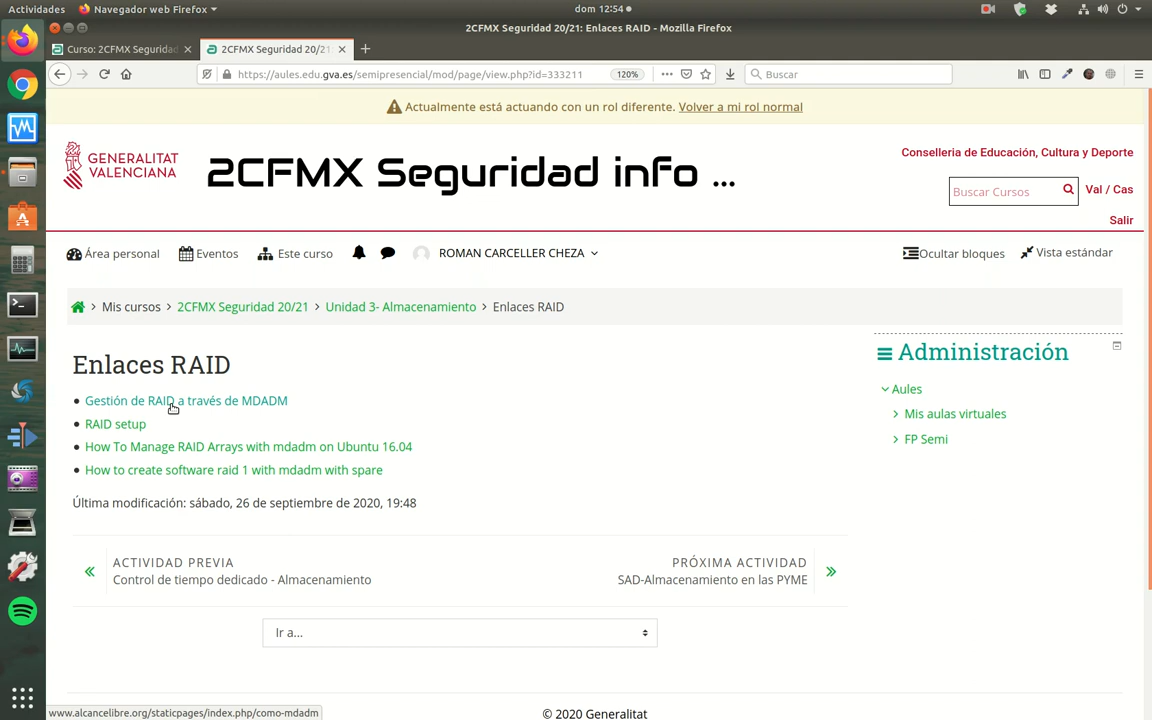 Actividades Navegador web Firefox dom 12:54
2CFMX Seguridad 20/21: Enlaces RAID - Mozilla Firefox
Curso: 2CFMX Seguridad 2CFMX Seguridad 20/21:
https://aules.edu.gva.es/semipresencial/mod/page/view.php?id=333211 120% Buscar
Actualmente está actuando con un rol diferente. Volver a mi rol normal
GENERALITAT
VALENCIANA
2CFMX Seguridad info ...
Conselleria de Educación, Cultura y Deporte
Buscar Cursos Val / Cas
Salir
Área personal Eventos Este curso ROMAN CARCELLER CHEZA Ocultar bloques Vista estándar
Mis cursos > 2CFMX Seguridad 20/21 > Unidad 3- Almacenamiento > Enlaces RAID
Enlaces RAID
Gestión de RAID a través de MDADM
RAID setup
How To Manage RAID Arrays with mdadm on Ubuntu 16.04
How to create software raid 1 with mdadm with spare
Última modificación: sábado, 26 de septiembre de 2020, 19:48
Administración
Aules
Mis aulas virtuales
FP Semi
ACTIVIDAD PREVIA
Control de tiempo dedicado - Almacenamiento
PRÓXIMA ACTIVIDAD
SAD-Almacenamiento en las PYME
Ir a...
www.alcancelibre.org/staticpages/index.php/como-mdadm
© 2020 Generalitat